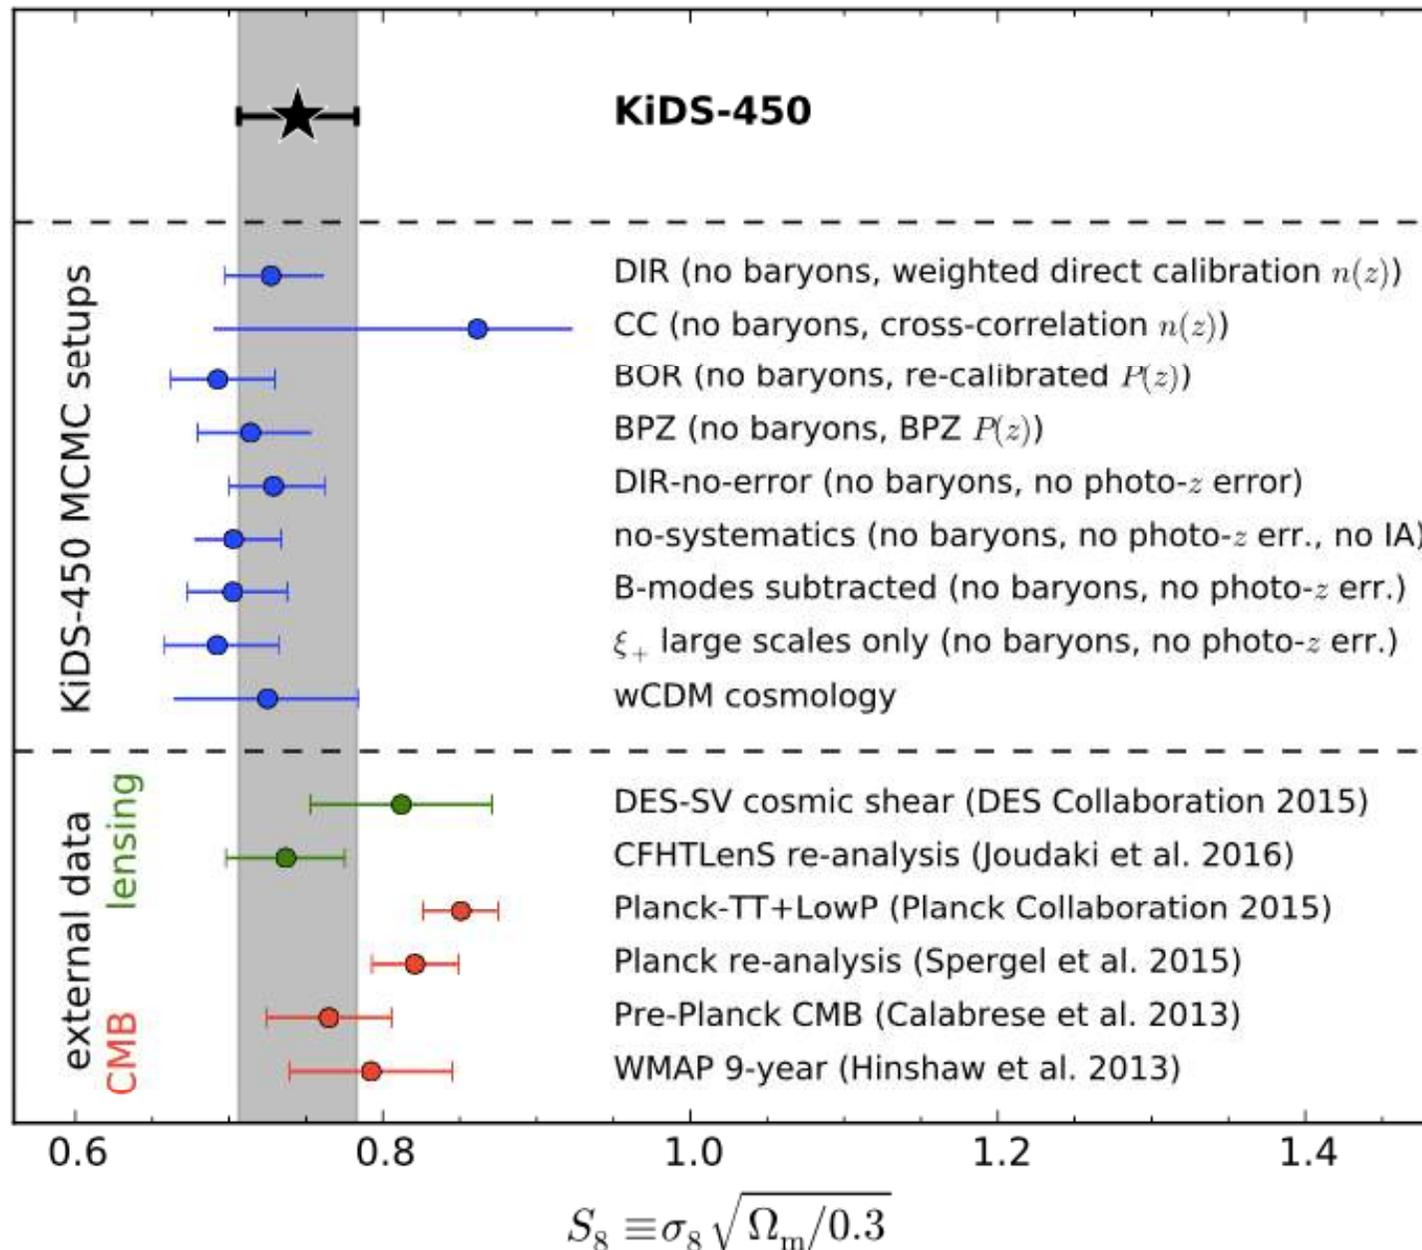 KiDS-450
KiDS-450 MCMC setups
DIR (no baryons, weighted direct calibration n(z))
CC (no baryons, cross-correlation n(z))
BOR (no baryons, re-calibrated P(z))
BPZ (no baryons, BPZ P(z))
DIR-no-error (no baryons, no photo-z error)
no-systematics (no baryons, no photo-z err., no IA)
B-modes subtracted (no baryons, no photo-z err.)
ξ₊ large scales only (no baryons, no photo-z err.)
wCDM cosmology
external data
lensing
CMB
DES-SV cosmic shear (DES Collaboration 2015)
CFHTLenS re-analysis (Joudaki et al. 2016)
Planck-TT+LowP (Planck Collaboration 2015)
Planck re-analysis (Spergel et al. 2015)
Pre-Planck CMB (Calabrese et al. 2013)
WMAP 9-year (Hinshaw et al. 2013)
0.6 0.8 1.0 1.2 1.4
S₈ ≡ σ₈ √Ωₘ/0.3